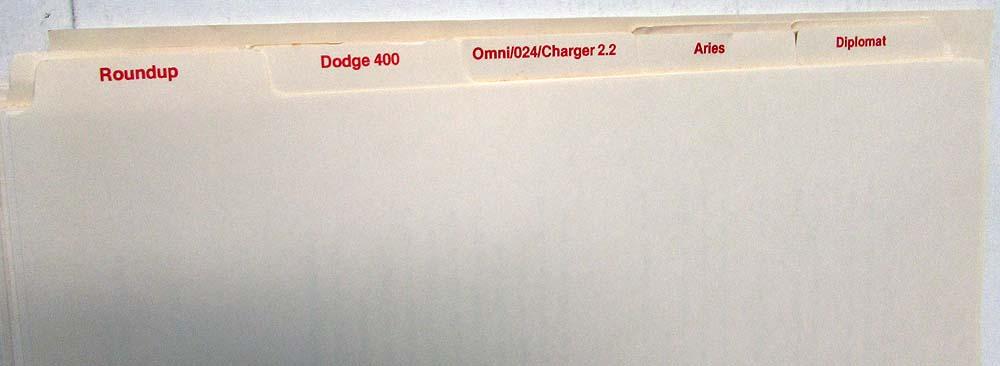 Roundup
Dodge 400
Omni/024/Charger 2.2
Aries
Diplomat